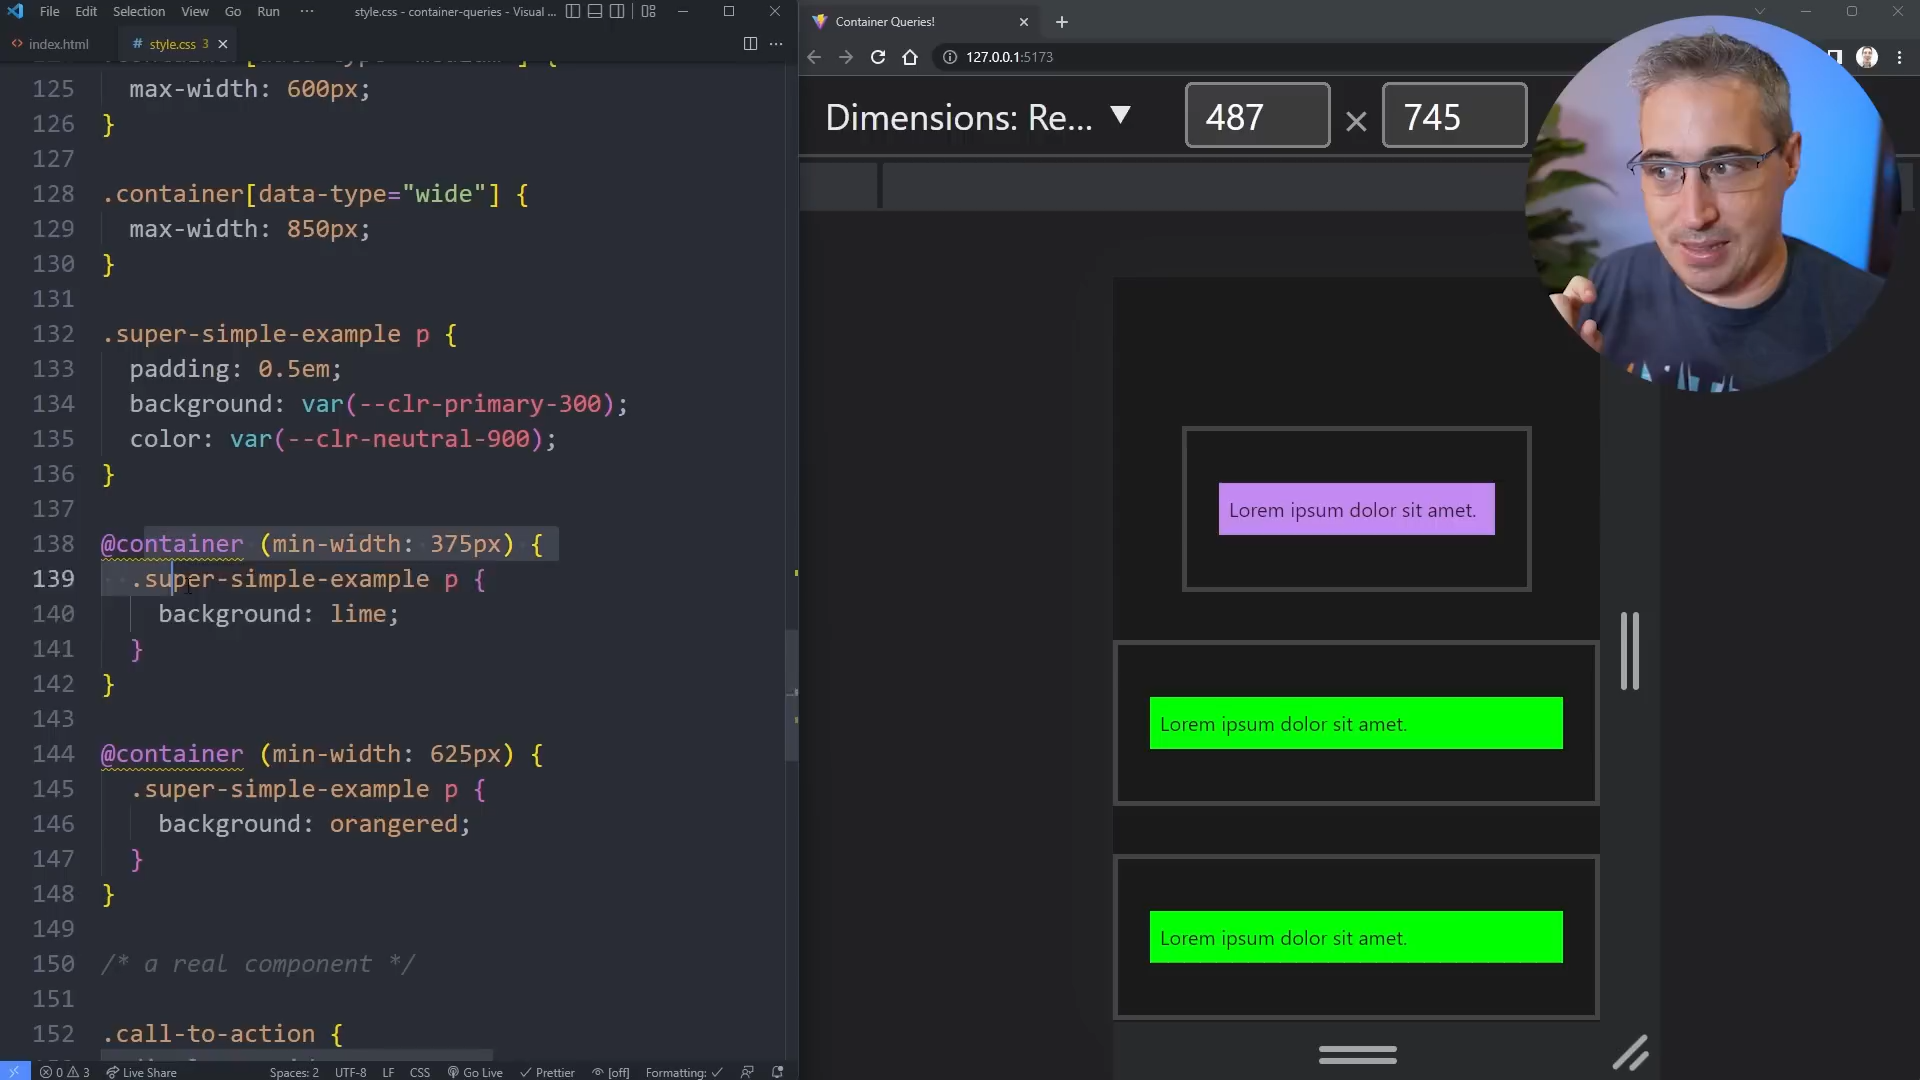 File Edit Selection View Go Run ··· style.css - container-queries - Visual ...
index.html # style.css 3
125 max-width: 600px;
126 }
127
128 .container[data-type="wide"] {
129 max-width: 850px;
130 }
131
132 .super-simple-example p {
133 padding: 0.5em;
134 background: var(--clr-primary-300);
135 color: var(--clr-neutral-900);
136 }
137
138 @container (min-width: 375px) {
139 .super-simple-example p {
140 background: lime;
141 }
142 }
143
144 @container (min-width: 625px) {
145 .super-simple-example p {
146 background: orangered;
147 }
148 }
149
150 /* a real component */
151
152 .call-to-action {
0 3 Live Share Spaces: 2 UTF-8 LF CSS Go Live Prettier [off] Formatting:
Container Queries!
127.0.0.1:5173
Dimensions: Re... 487 × 745
Lorem ipsum dolor sit amet.
Lorem ipsum dolor sit amet.
Lorem ipsum dolor sit amet.